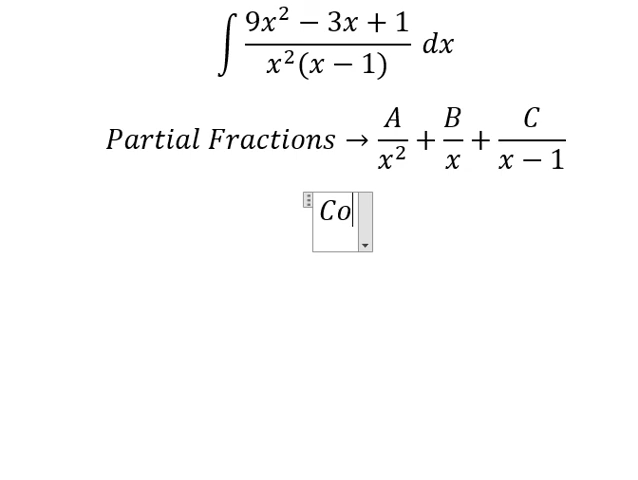 ∫ (9x² − 3x + 1)/(x²(x − 1)) dx
Partial Fractions → A/x² + B/x + C/(x − 1)
Co